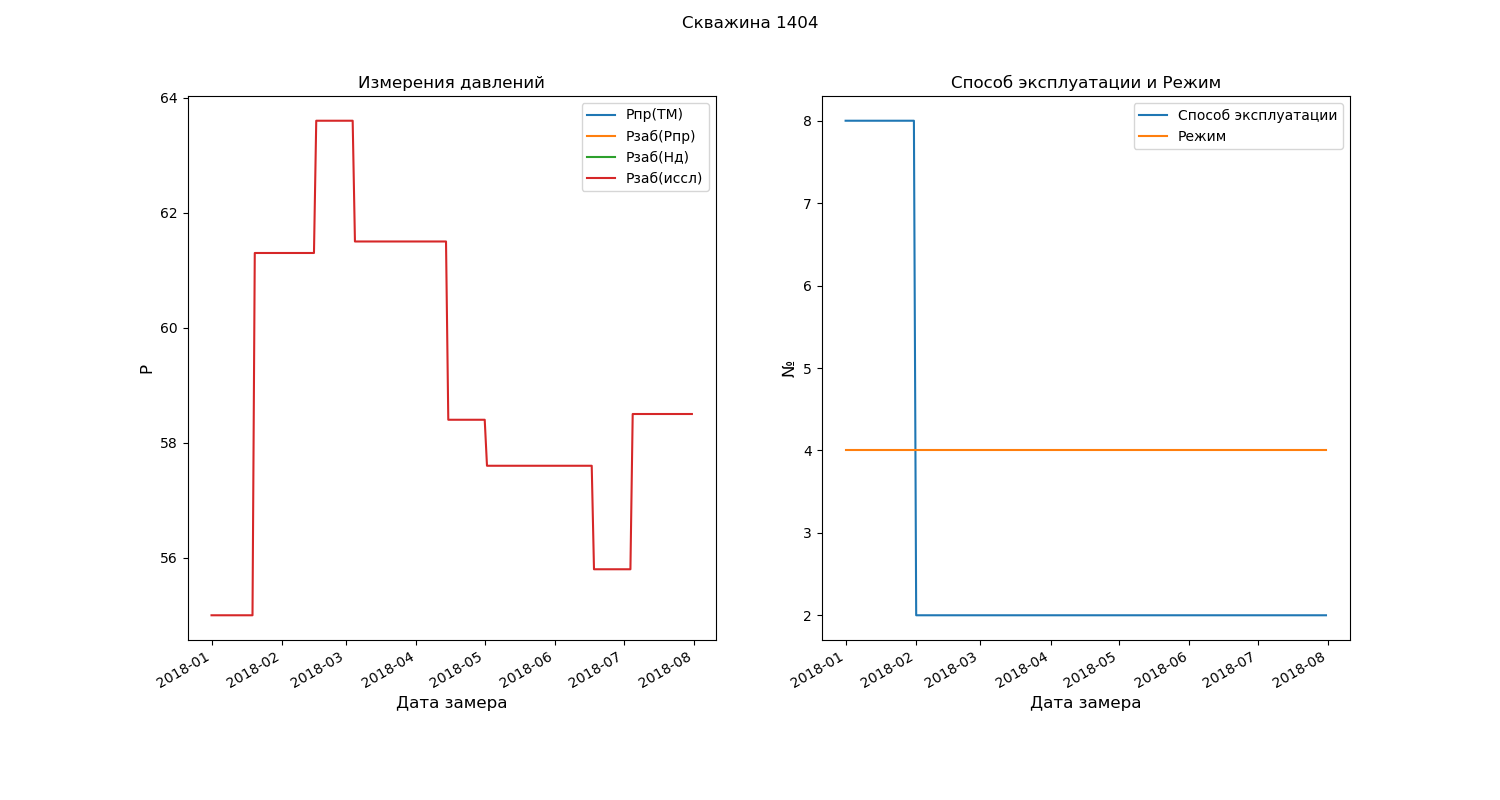 Скважина 1404
Измерения давлений
64
62
60
58
56
P
Рпр(ТМ)
Рзаб(Рпр)
Рзаб(Нд)
Рзаб(иссл)
2018-01
2018-02
2018-03
2018-04
2018-05
2018-06
2018-07
2018-08
Дата замера
Способ эксплуатации и Режим
8
7
6
5
4
3
2
№
Способ эксплуатации
Режим
2018-01
2018-02
2018-03
2018-04
2018-05
2018-06
2018-07
2018-08
Дата замера